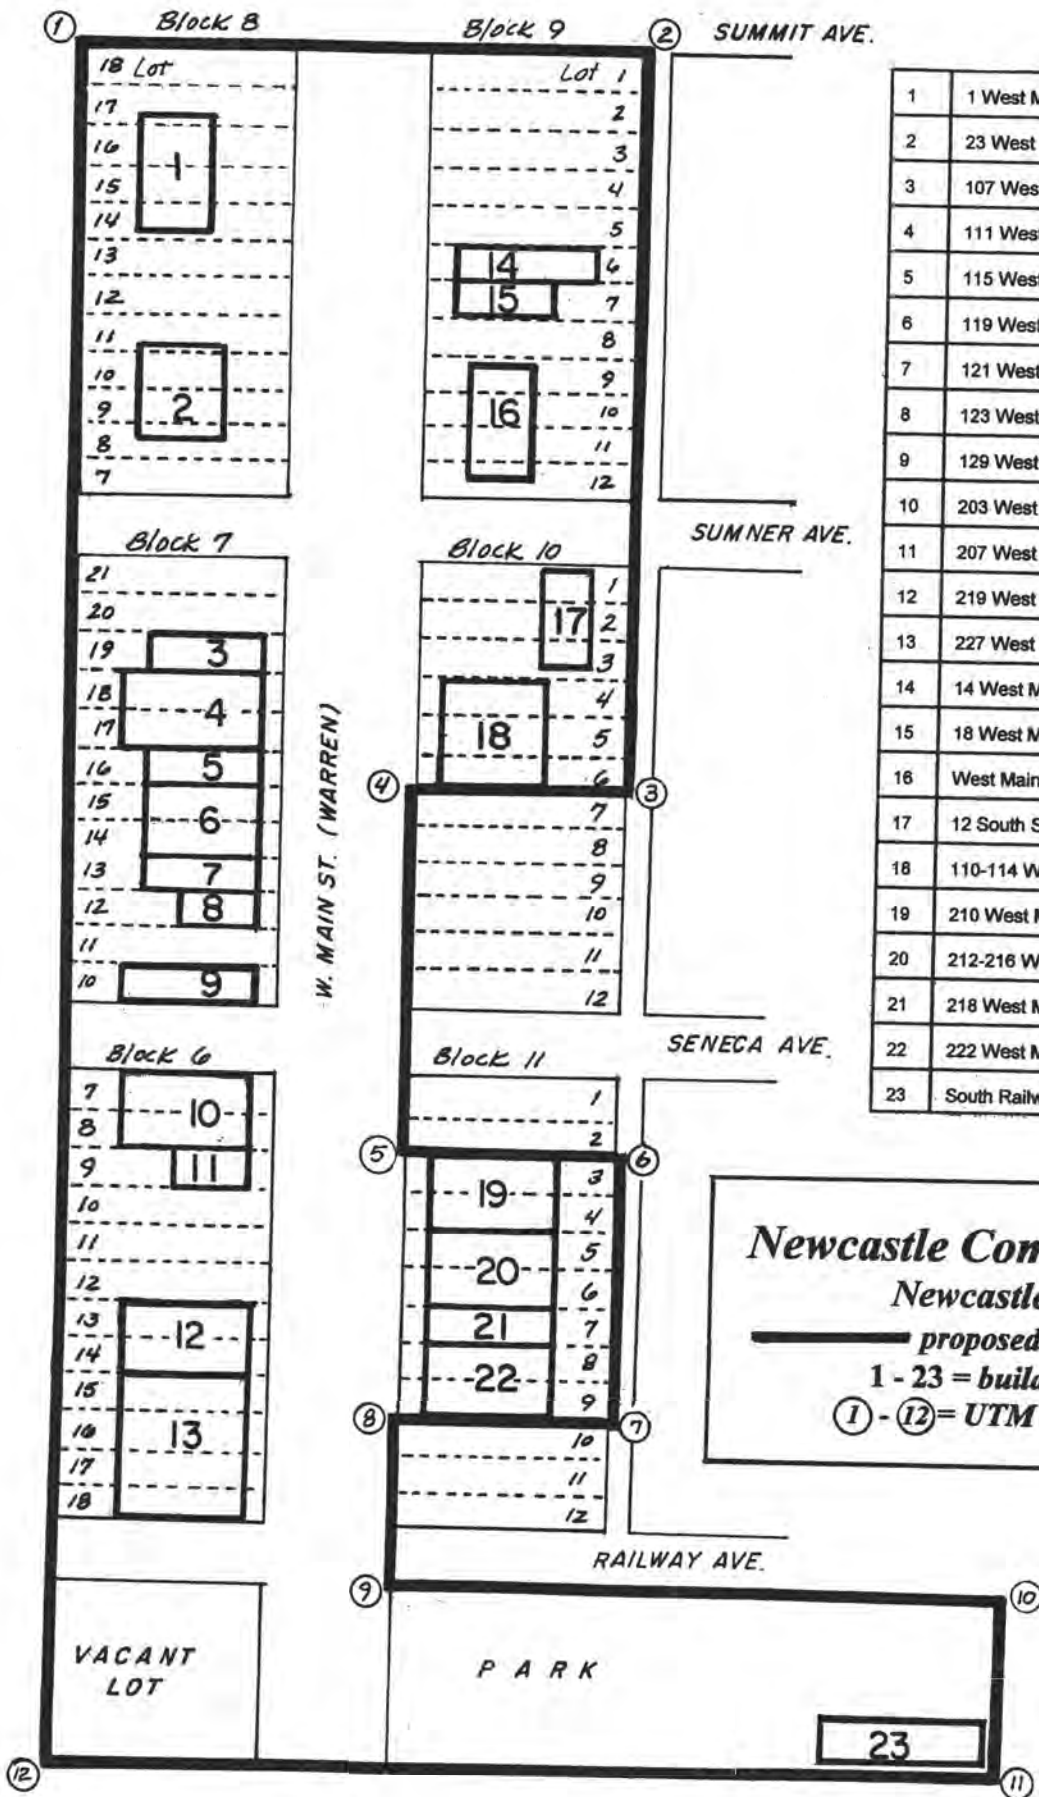 ① Block 8 Block 9 ② SUMMIT AVE.
18 Lot
17
16
15
14
13
12
11
10
9
8
7
1
2
Lot 1
2
3
4
5
6
7
8
9
10
11
12
14
15
16
SUMNER AVE.
Block 7
21
20
19
18
17
16
15
14
13
12
11
10
3
4
5
6
7
8
9
W. MAIN ST. (WARREN)
Block 10
1
2
3
4
5
6
7
8
9
10
11
12
17
18
④ ③
SENECA AVE.
Block 6
7
8
9
10
11
12
13
14
15
16
17
18
10
11
12
13
Block 11
1
2
3
4
5
6
7
8
9
10
11
12
19
20
21
22
⑤ ⑥
⑧ ⑦
RAILWAY AVE.
⑨ ⑩
VACANT
LOT
PARK
23
⑫ ⑪
1 1 West M
2 23 West
3 107 Wes
4 111 West
5 115 West
6 119 West
7 121 West
8 123 West
9 129 West
10 203 West
11 207 West
12 219 West
13 227 West
14 14 West M
15 18 West M
16 West Main
17 12 South S
18 110-114 W
19 210 West M
20 212-216 W
21 218 West M
22 222 West M
23 South Railw
Newcastle Com
Newcastle
proposed
1 - 23 = build
① - ⑫ = UTM